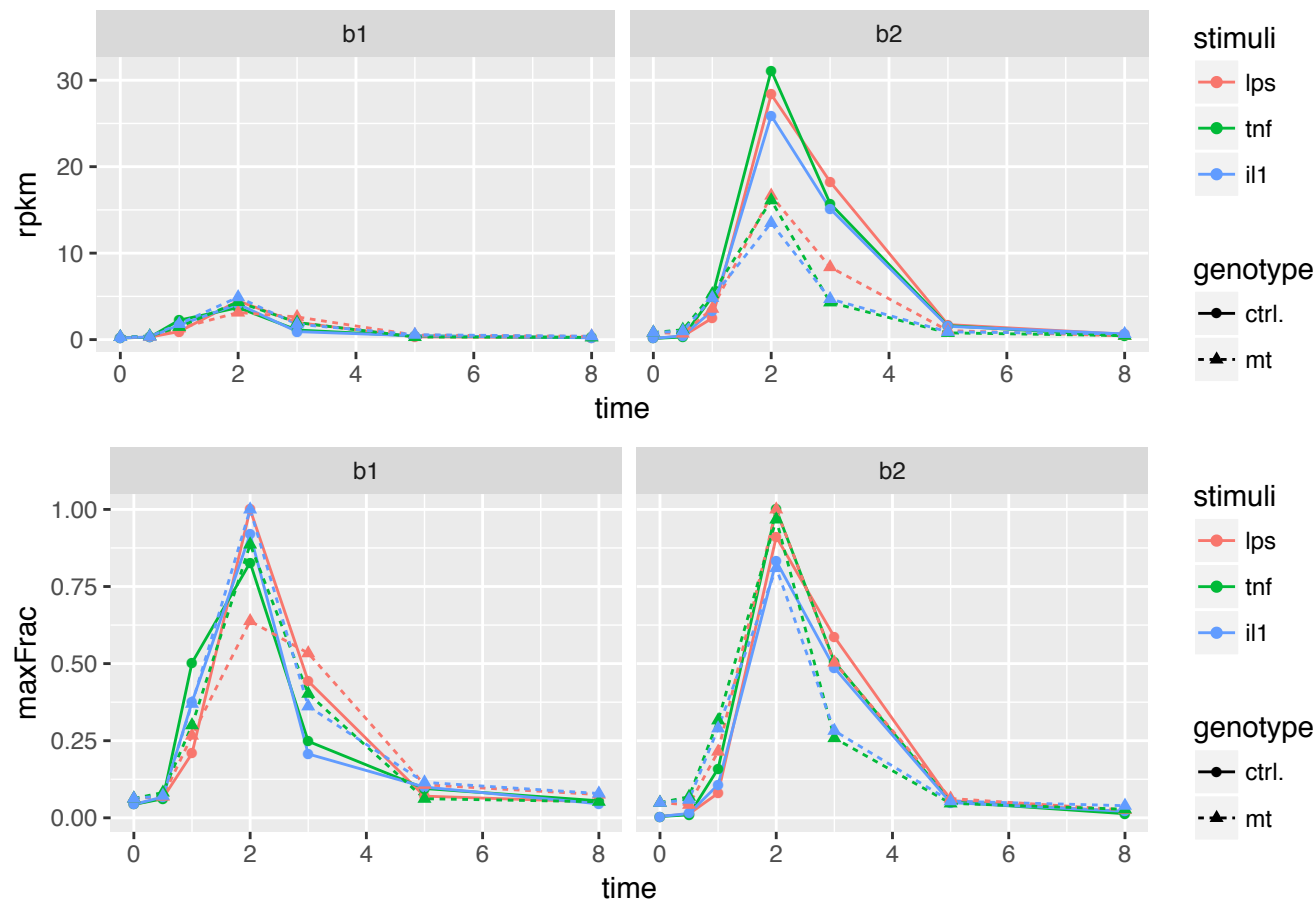 b1 b2
stimuli
lps
tnf
il1
genotype
ctrl.
mt
rpkm
30
20
10
0
0 2 4 6 8 0 2 4 6 8
time
b1 b2
stimuli
lps
tnf
il1
genotype
ctrl.
mt
maxFrac
1.00
0.75
0.50
0.25
0.00
0 2 4 6 8 0 2 4 6 8
time